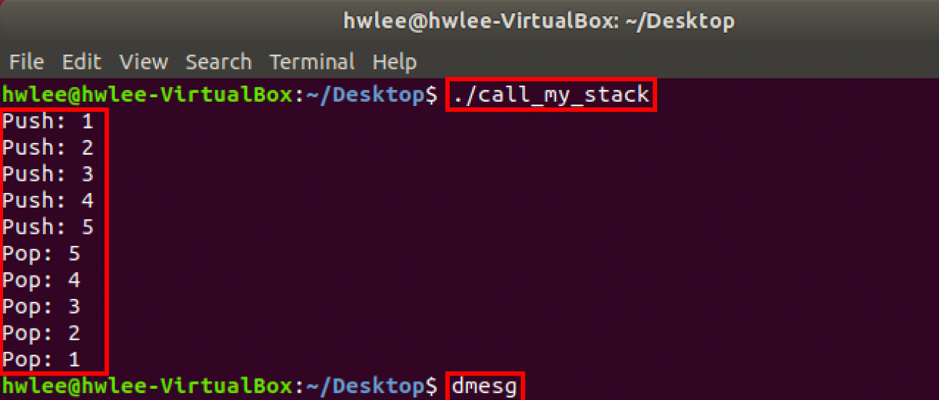 hwlee@hwlee-VirtualBox: ~/Desktop
File Edit View Search Terminal Help
hwlee@hwlee-VirtualBox:~/Desktop$ ./call_my_stack
Push: 1
Push: 2
Push: 3
Push: 4
Push: 5
Pop: 5
Pop: 4
Pop: 3
Pop: 2
Pop: 1
hwlee@hwlee-VirtualBox:~/Desktop$ dmesg